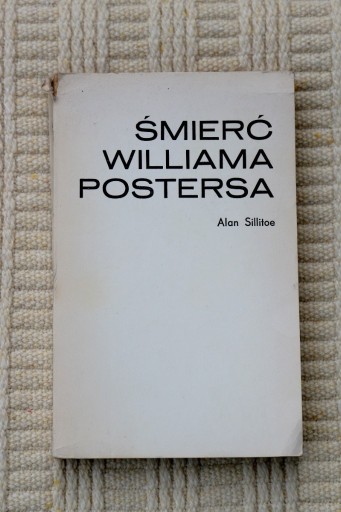 ŚMIERĆ
WILLIAMA
POSTERSA
Alan Sillitoe